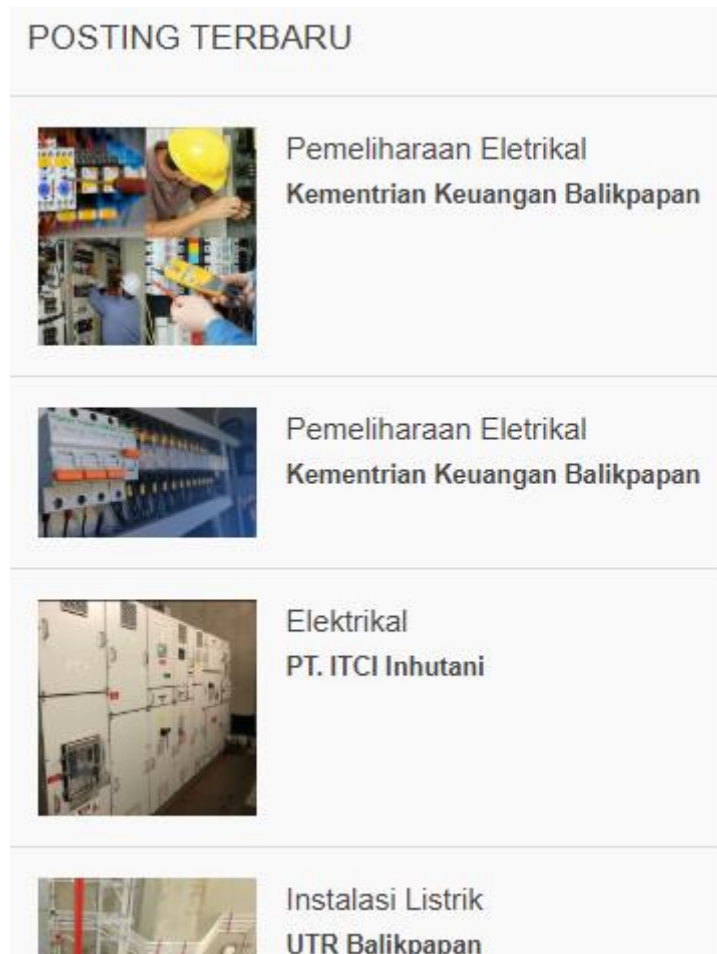 POSTING TERBARU
Pemeliharaan Eletrikal
Kementrian Keuangan Balikpapan
Pemeliharaan Eletrikal
Kementrian Keuangan Balikpapan
Elektrikal
PT. ITCI Inhutani
Instalasi Listrik
UTR Balikpapan